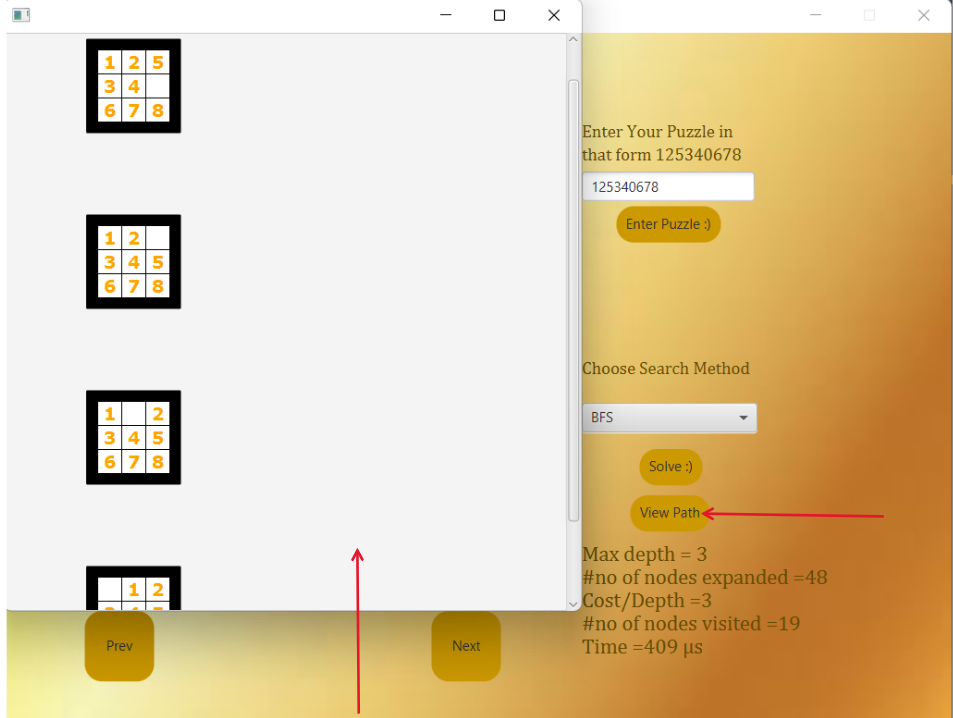 1 2 5
3 4
6 7 8
1 2
3 4 5
6 7 8
1 2
3 4 5
6 7 8
1 2
Enter Your Puzzle in
that form 125340678
125340678
Enter Puzzle :)
Choose Search Method
BFS
Solve :)
View Path
Max depth = 3
#no of nodes expanded =48
Cost/Depth =3
#no of nodes visited =19
Time =409 µs
Prev
Next